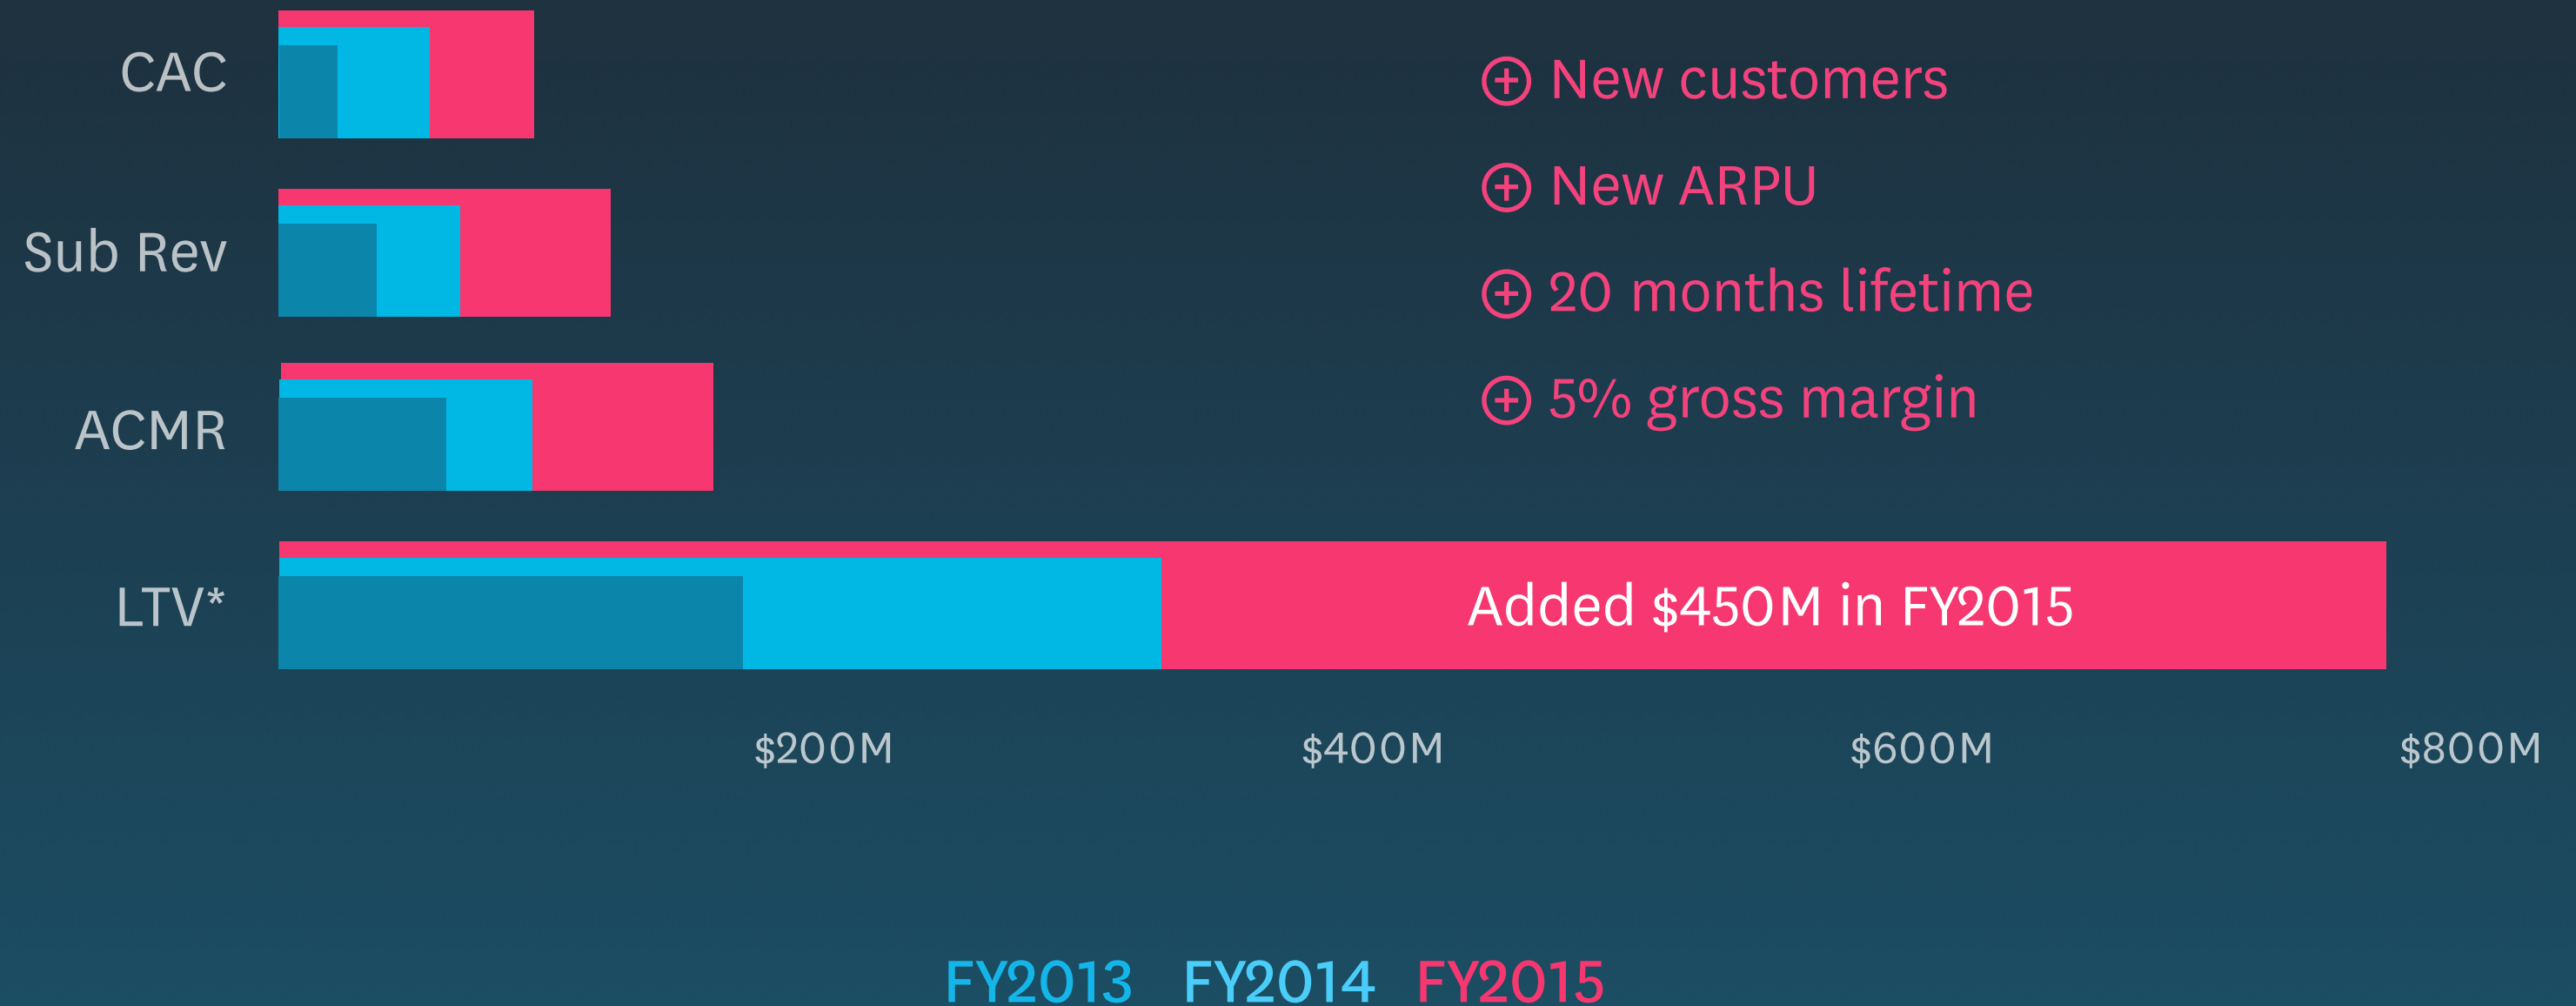 CAC
Sub Rev
ACMR
LTV*
New customers
New ARPU
20 months lifetime
5% gross margin
Added $450M in FY2015
$200M $400M $600M $800M
FY2013 FY2014 FY2015